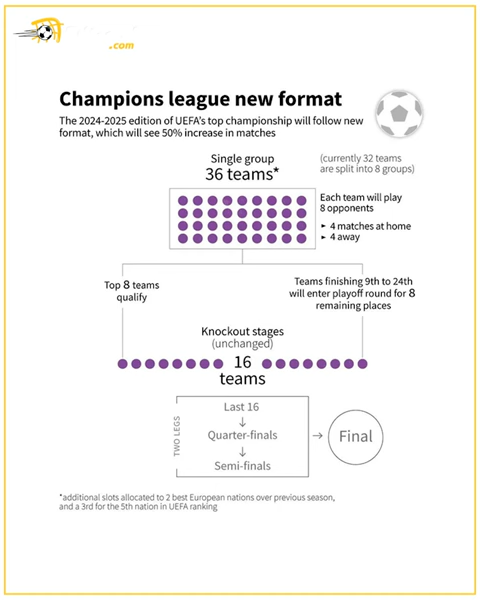 .com
Champions league new format
The 2024-2025 edition of UEFA's top championship will follow new
format, which will see 50% increase in matches
Single group
36 teams*
(currently 32 teams
are split into 8 groups)
Each team will play
8 opponents
► 4 matches at home
► 4 away
Top 8 teams
qualify
Teams finishing 9th to 24th
will enter playoff round for 8
remaining places
Knockout stages
(unchanged)
16
teams
TWO LEGS
Last 16
↓
Quarter-finals
↓
Semi-finals
→
Final
*additional slots allocated to 2 best European nations over previous season,
and a 3rd for the 5th nation in UEFA ranking